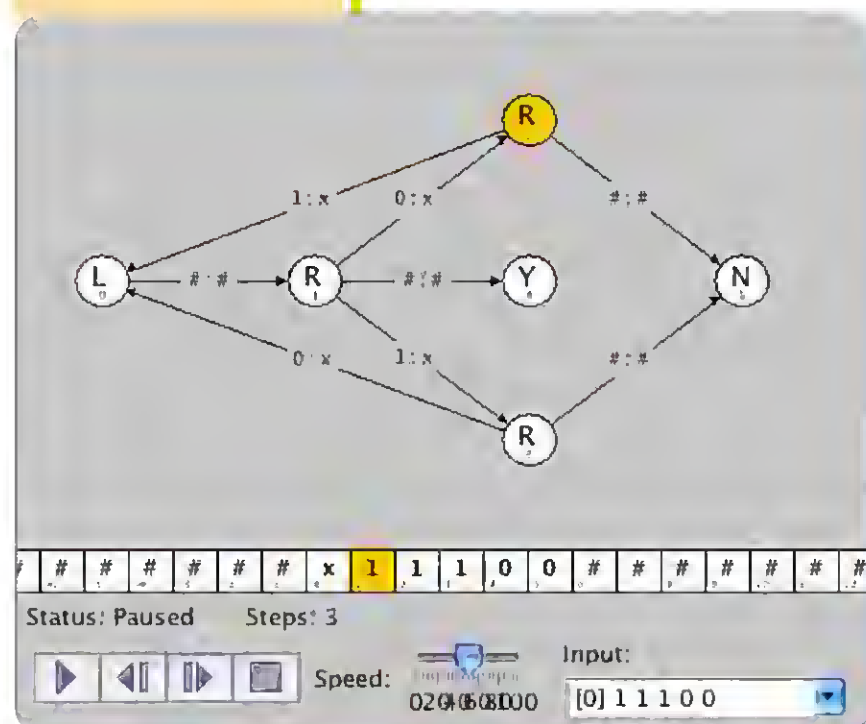 R
1 : x
0 : x
# : #
L
# : #
R
# : #
Y
N
0 : x
1 : x
# : #
R
# # # # # # x 1 1 1 0 0 # # # # # # #
Status: Paused Steps: 3
Speed:
Input:
[0] 1 1 1 0 0